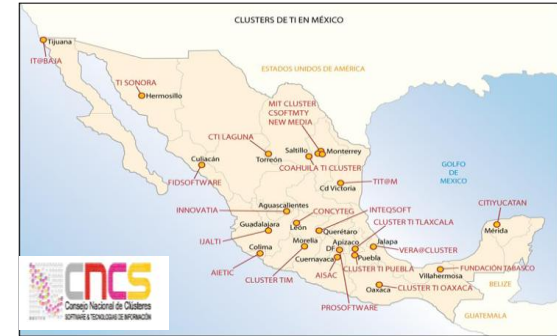 CLUSTERS DE TI EN MÉXICO
Tijuana
IT@BAJA
ESTADOS UNIDOS DE AMÉRICA
TI SONORA
Hermosillo
MIT CLUSTER
CSOFTMTY
NEW MEDIA
CTI LAGUNA
Saltillo
Monterrey
Culiacán
Torreón
COAHUILA TI CLUSTER
GOLFO
DE
MÉXICO
FIDSOFTWARE
TIT@M
Cd Victoria
CITIYUCATAN
Aguascalientes
INNOVATIA
CONCYTEG
INTEQSOFT
CLUSTER TI TLAXCALA
Mérida
Guadalajara
León
Querétaro
IJALTI
Morelia
Apizaco
Jalapa
Colima
DF
VERA@CLUSTER
Cuernavaca
Puebla
AIETIC
CLUSTER TI PUEBLA
Villahermosa
FUNDACIÓN TABASCO
CLUSTER TIM
AISAC
BELIZE
Oaxaca
CLUSTER TI OAXACA
PROSOFTWARE
GUATEMALA
cncs
Consejo Nacional de Clústeres
SOFTWARE & TECNOLOGÍAS DE INFORMACIÓN